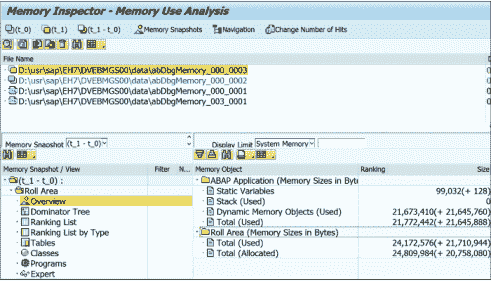 Memory Inspector - Memory Use Analysis
(t_0) (t_1) (t_1 - t_0) Memory Snapshots Navigation Change Number of Hits
File Name
D:\usr\sap\EH7\DVEBMGS00\data\abDbgMemory_000_0003
D:\usr\sap\EH7\DVEBMGS00\data\abDbgMemory_000_0002
D:\usr\sap\EH7\DVEBMGS00\data\abDbgMemory_000_0001
D:\usr\sap\EH7\DVEBMGS00\data\abDbgMemory_003_0001
Memory Snapshot (t_1 - t_0) Display Limit System Memory
Memory Snapshot / View Filter N... Memory Object Ranking Size
(t_1 - t_0) : ABAP Application (Memory Sizes in Byte
Roll Area Static Variables 99,032(+ 128)
Overview Stack (Used) 0
Dominator Tree Dynamic Memory Objects (Used) 21,673,410(+ 21,645,760)
Ranking List Total (Used) 21,772,442(+ 21,645,888)
Ranking List by Type Roll Area (Memory Sizes in Bytes)
Tables Total (Used) 24,172,576(+ 21,710,944)
Classes Total (Allocated) 24,809,984(+ 20,758,080)
Programs
Expert